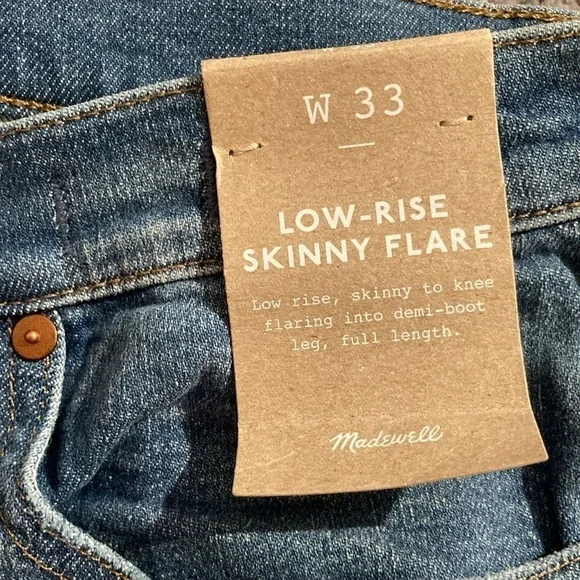 W 33
LOW-RISE
SKINNY FLARE
Low rise, skinny to knee
flaring into demi-boot
leg, full length.
Madewell